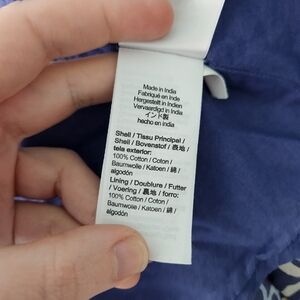 Made in India
Fabriqué en Inde
Hergestellt in Indien
Vervaardigd in India
インド製
hecho en india
Shell / Tissu Principal /
Shell / Bovenstof / 表地 /
tela exterior:
100% Cotton / Coton /
Baumwolle / Katoen / 綿 /
algodón
Lining / Doublure / Futter
/ Voering / 裏地 / forro:
100% Cotton / Coton /
Baumwolle / Katoen / 綿 /
algodón